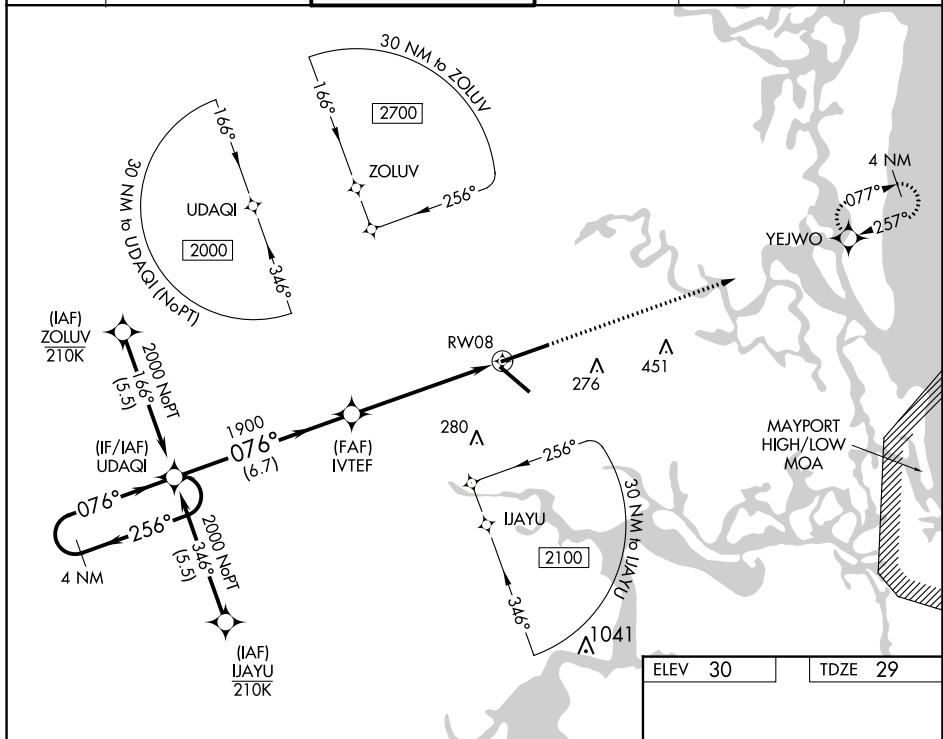 30 NM to ZOLUV
166°
2700
ZOLUV
256°
166°
UDAQI
30 NM to UDAQI (NoPT)
2000
346°
4 NM
077°
257°
YEJWO
(IAF)
ZOLUV
210K
2000 NoPT
166°
(5.5)
RW08
276
451
1900
076°
(6.7)
(FAF)
IVTEF
(IF/IAF)
UDAQI
280
MAYPORT
HIGH/LOW
MOA
076°
256°
4 NM
2000 NoPT
346°
(5.5)
256°
IJAYU
30 NM to IJAYU
2100
346°
1041
(IAF)
IJAYU
210K
ELEV 30
TDZE 29